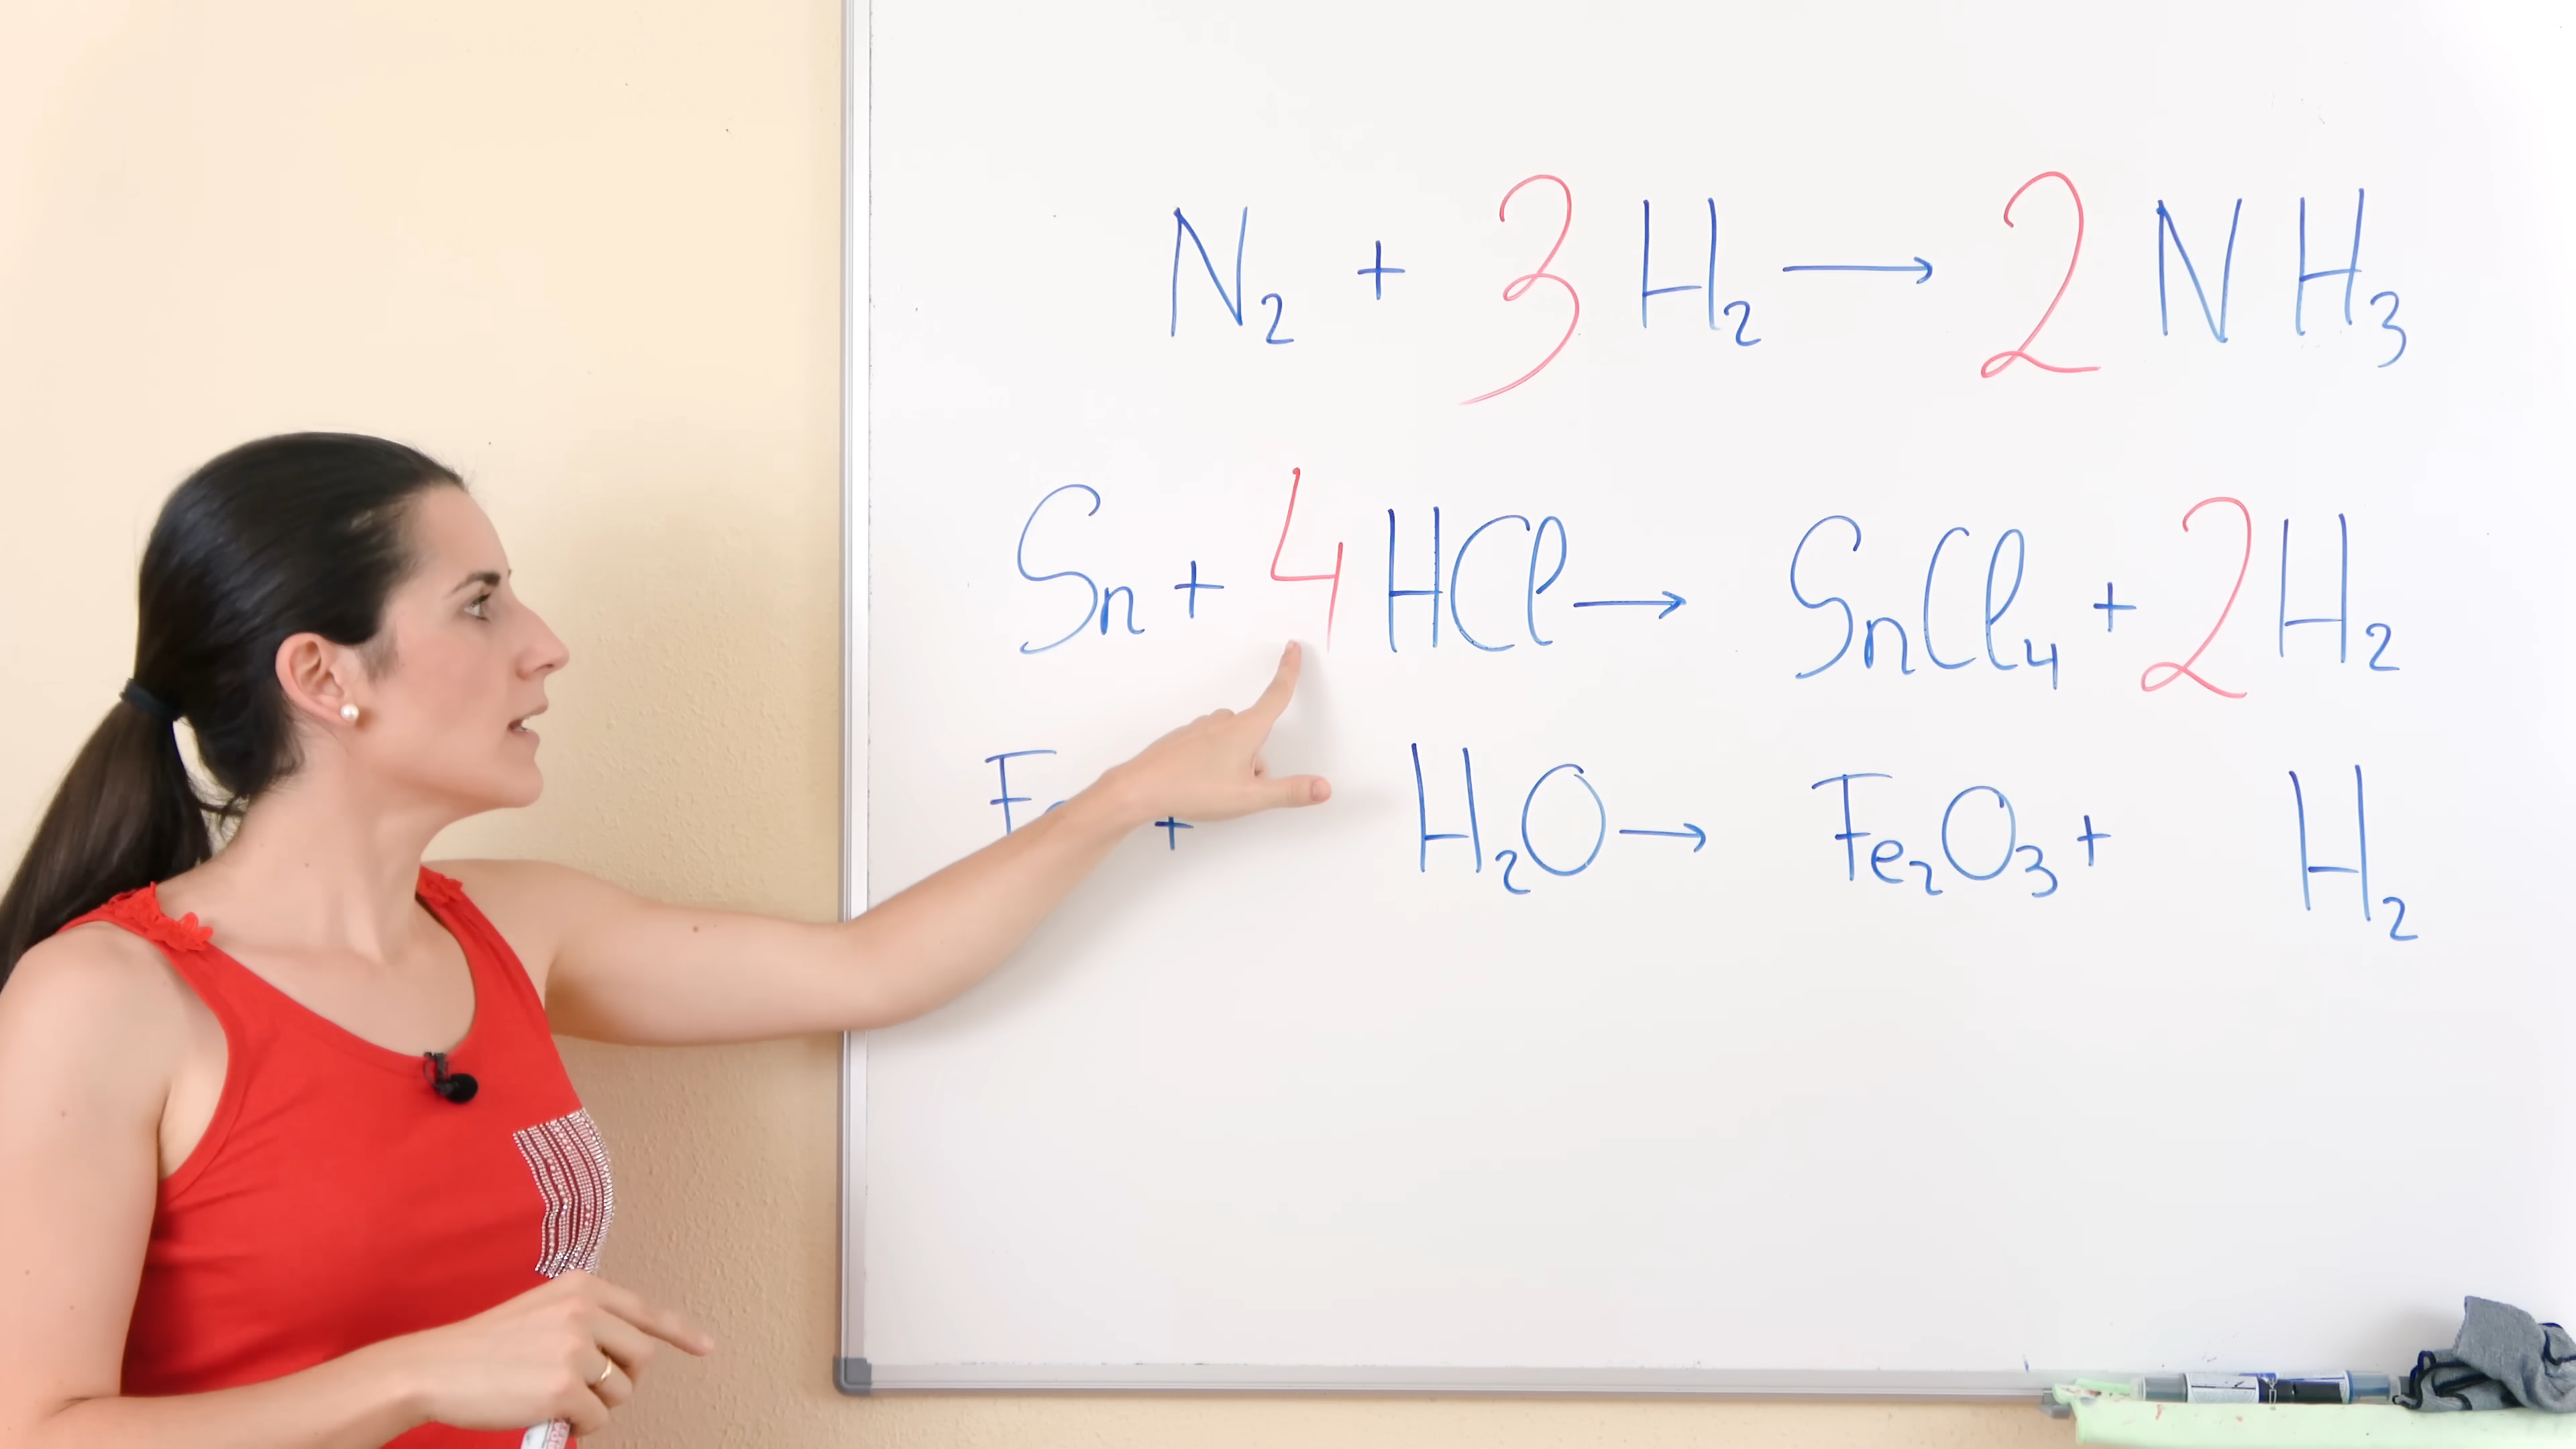 N₂ + 3 H₂ → 2 NH₃
Sn + 4 HCl → SnCl₄ + 2 H₂
+ H₂O → Fe₂O₃ + H₂